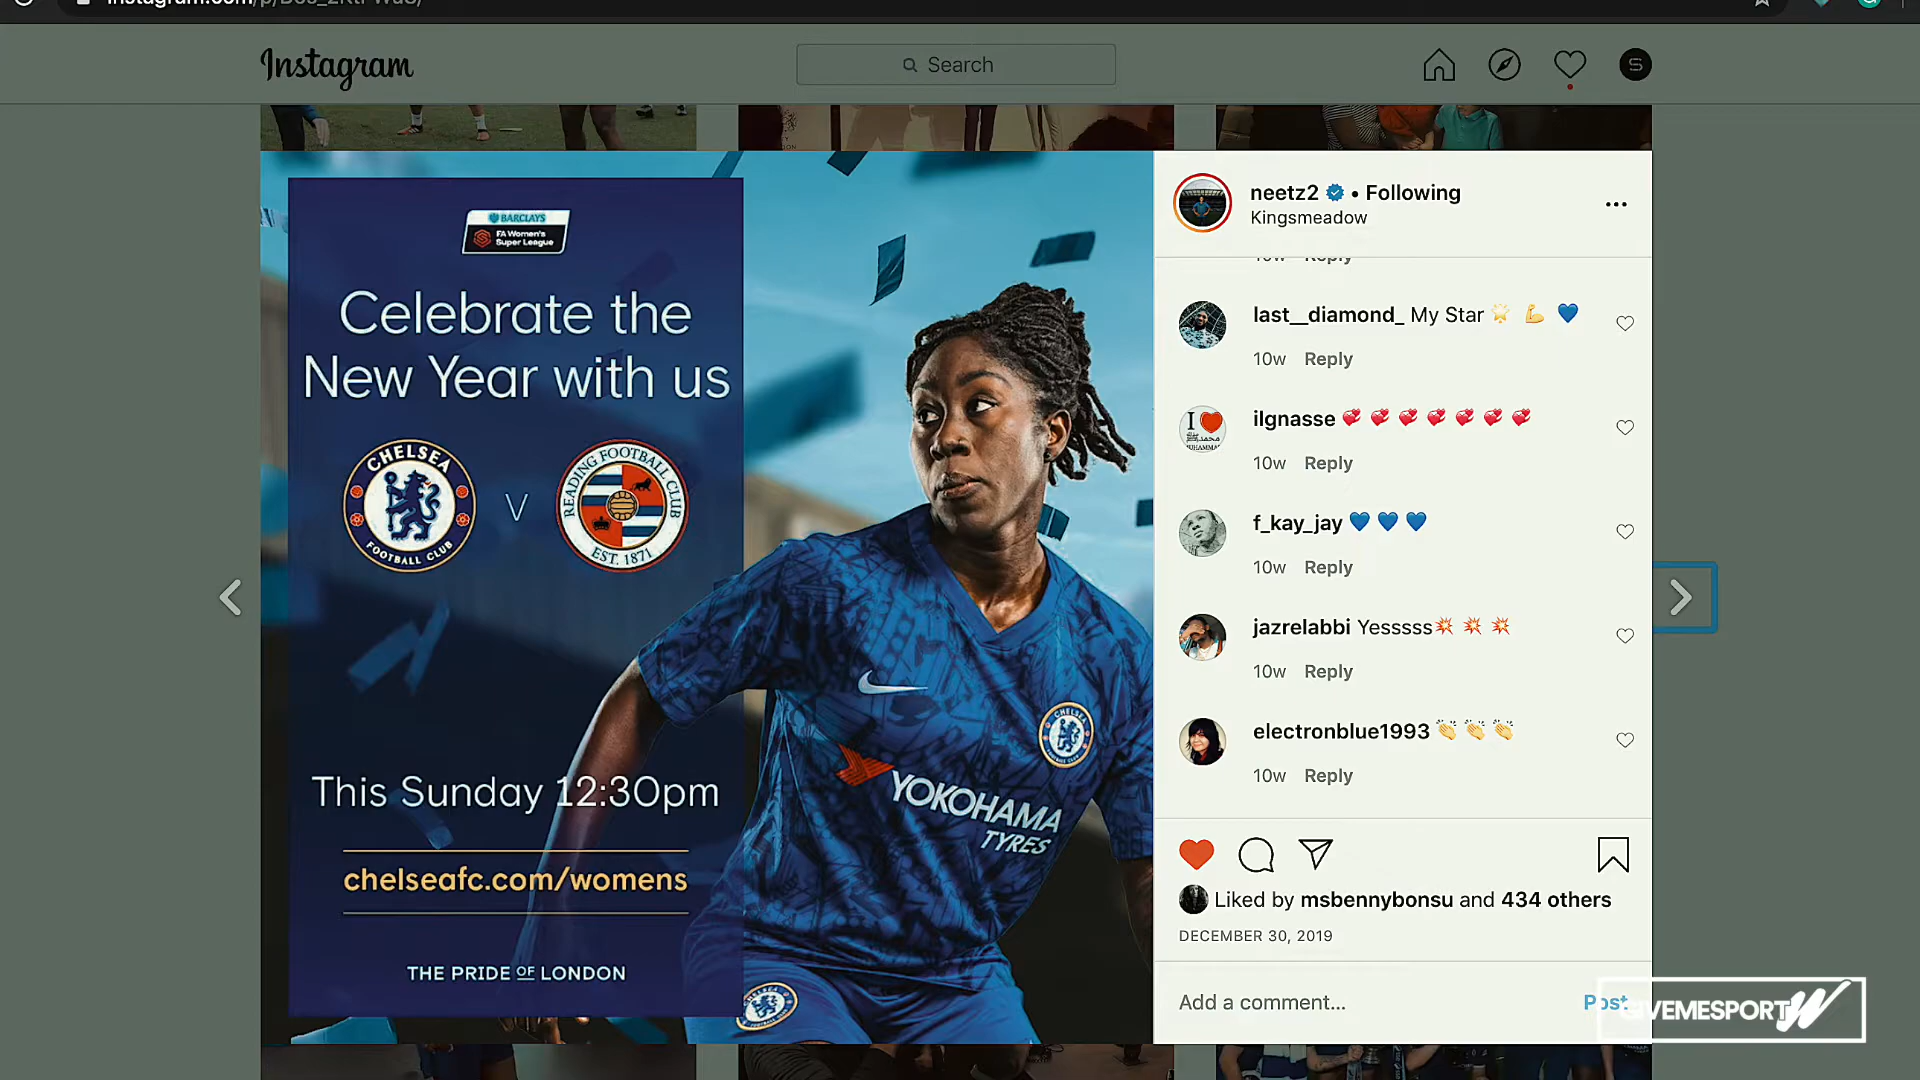 Instagram
Search
S
BARCLAYS
FA Women's
Super League
Celebrate the
New Year with us
CHELSEA
FOOTBALL CLUB
V
READING FOOTBALL CLUB
EST. 1871
This Sunday 12:30pm
chelseafc.com/womens
THE PRIDE OF LONDON
CHELSEA
YOKOHAMA
TYRES
neetz2 • Following
Kingsmeadow
10w Reply
last__diamond_ My Star
10w Reply
I
ilgnasse
10w Reply
f_kay_jay
10w Reply
jazrelabbi Yesssss
10w Reply
electronblue1993
10w Reply
Liked by msbennybonsu and 434 others
DECEMBER 30, 2019
Add a comment...
Post
GIVEMESPORT W